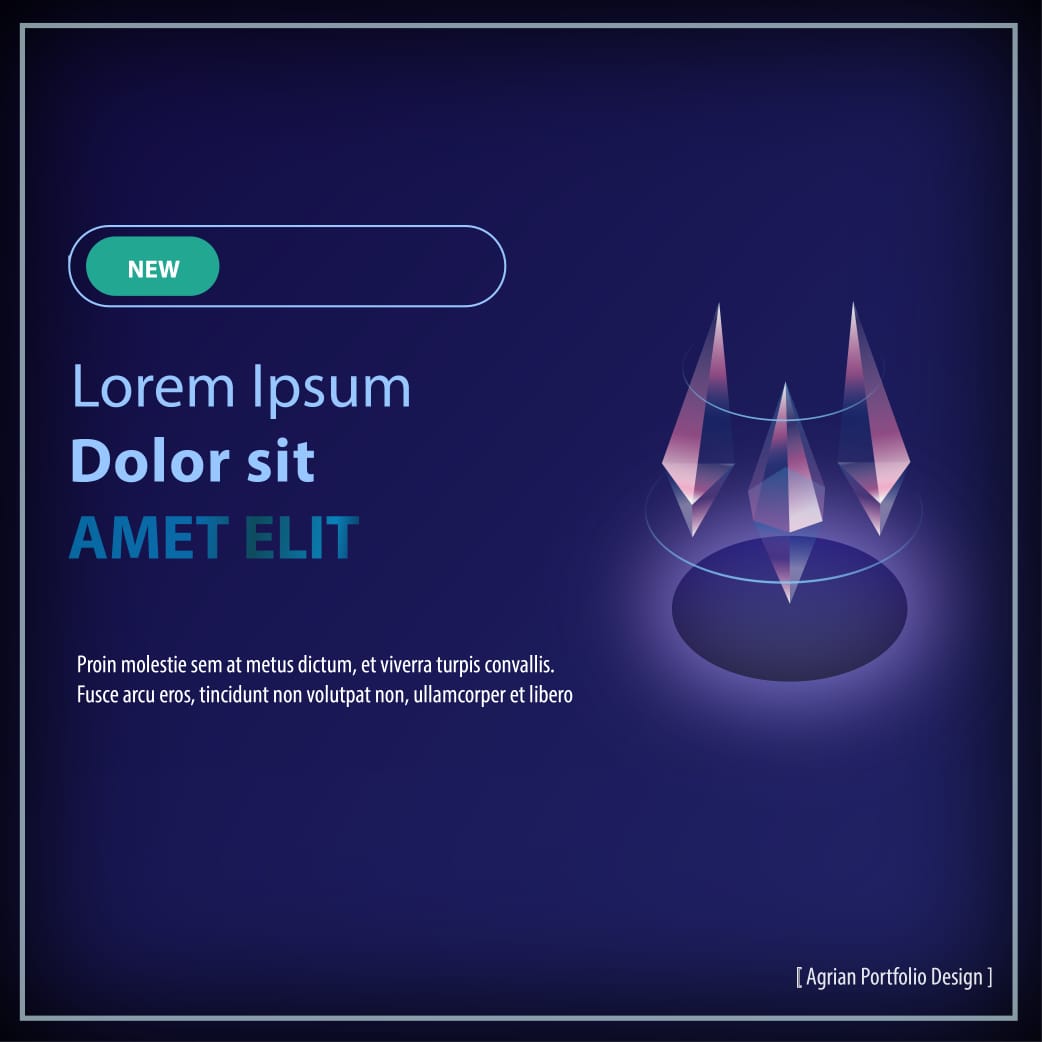 NEW
Lorem Ipsum
Dolor sit
AMET ELIT
Proin molestie sem at metus dictum, et viverra turpis convallis.
Fusce arcu eros, tincidunt non volutpat non, ullamcorper et libero
[ Agrian Portfolio Design ]